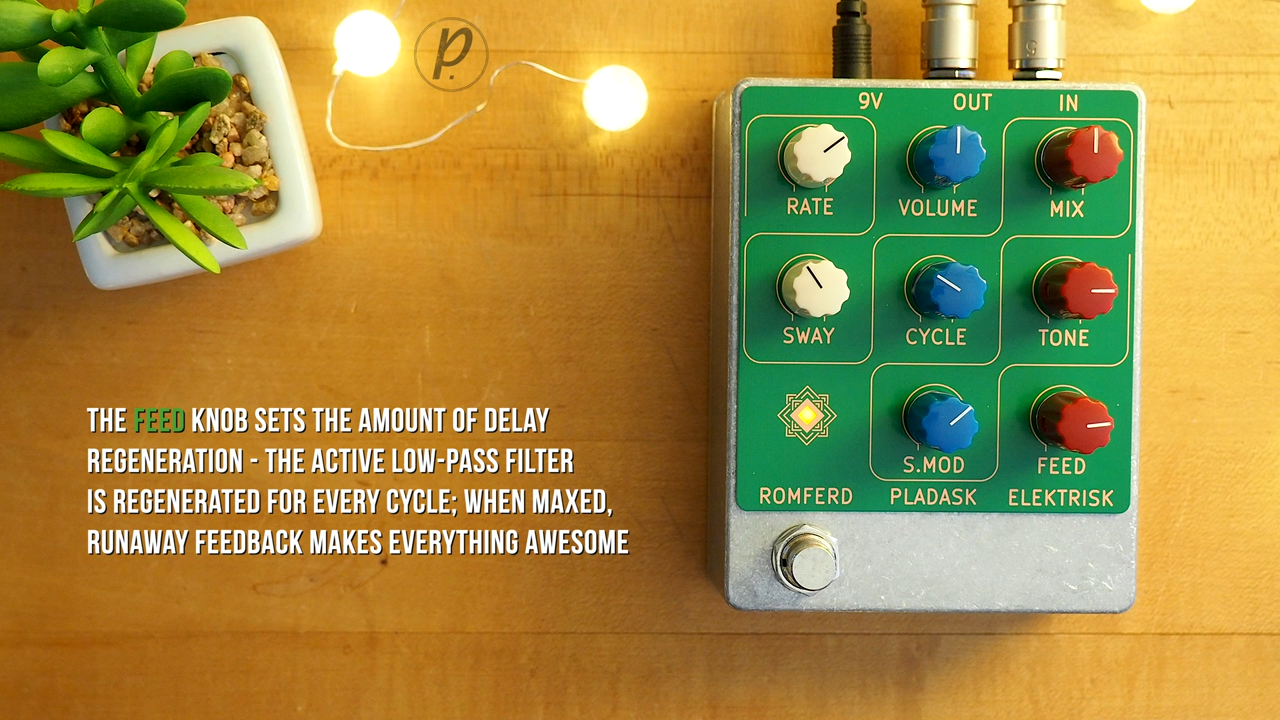 p.
9V OUT IN
RATE VOLUME MIX
SWAY CYCLE TONE
S.MOD FEED
ROMFERD PLADASK ELEKTRISK
THE FEED KNOB SETS THE AMOUNT OF DELAY
REGENERATION - THE ACTIVE LOW-PASS FILTER
IS REGENERATED FOR EVERY CYCLE; WHEN MAXED,
RUNAWAY FEEDBACK MAKES EVERYTHING AWESOME